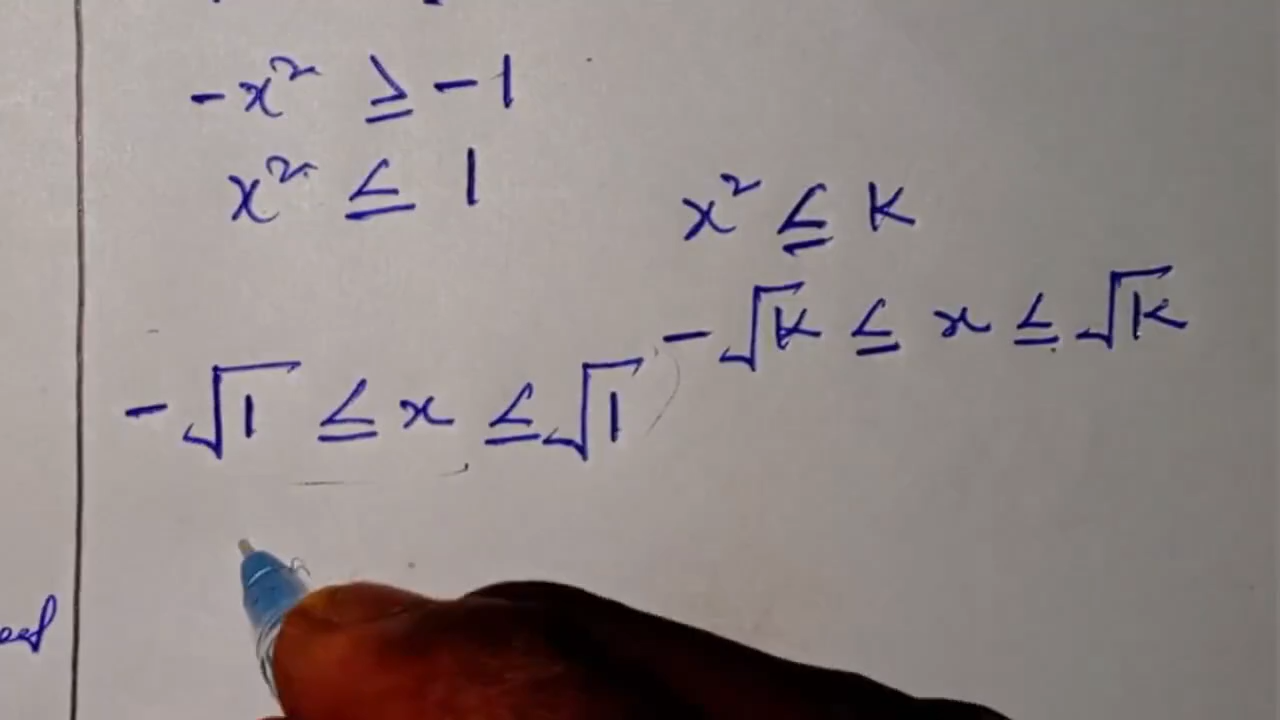 -x² ≥ -1
x² ≤ 1
x² ≤ K
-√K ≤ x ≤ √K
-√1 ≤ x ≤ √1